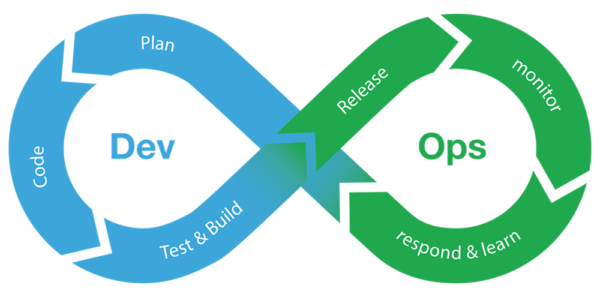 Plan
Code
Dev
Test & Build
Release
monitor
Ops
respond & learn